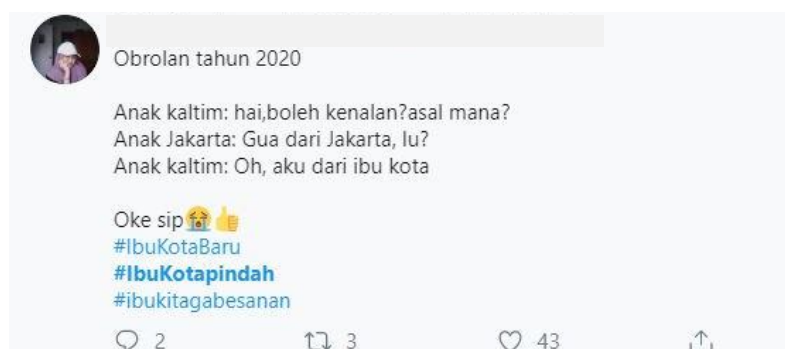 Obrolan tahun 2020
Anak kaltim: hai,boleh kenalan?asal mana?
Anak Jakarta: Gua dari Jakarta, lu?
Anak kaltim: Oh, aku dari ibu kota
Oke sip😭👍
#IbuKotaBaru
#IbuKotapindah
#ibukitagabesanan
2 3 43